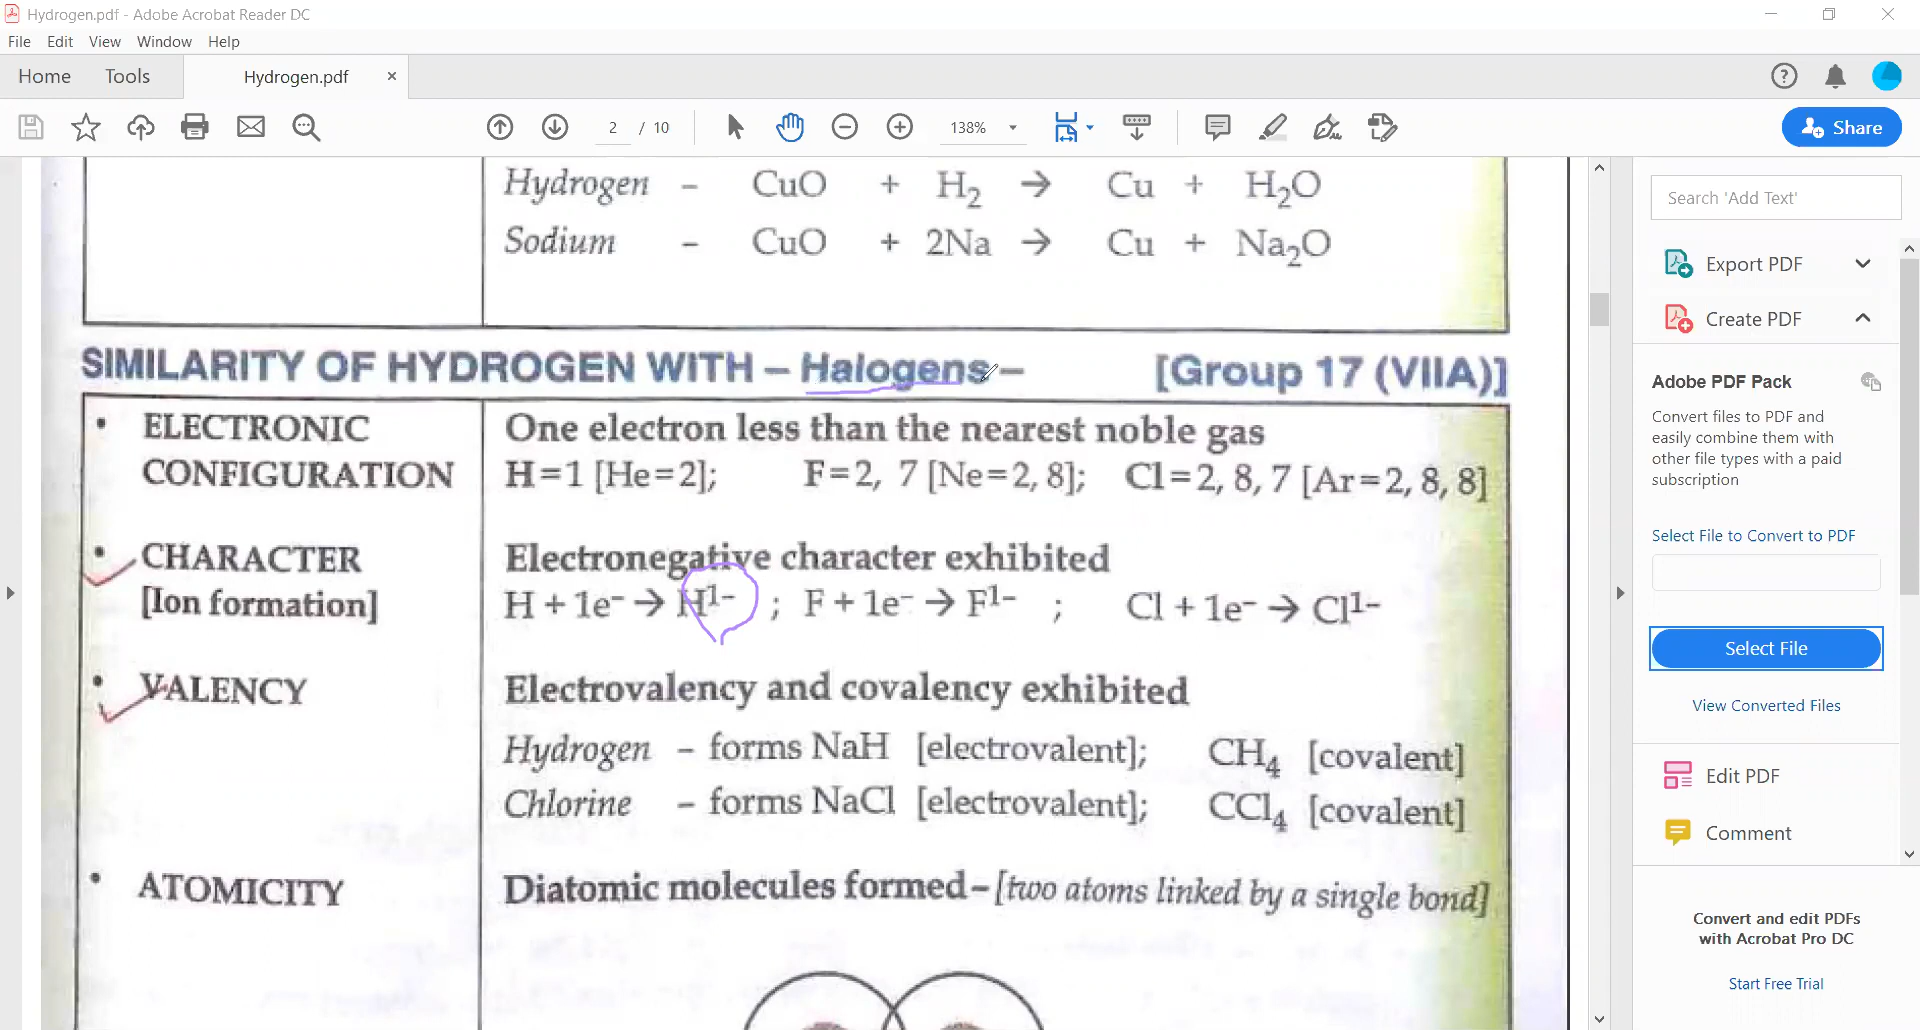 Hydrogen.pdf - Adobe Acrobat Reader DC
File Edit View Window Help
Home Tools Hydrogen.pdf ×
2 / 10 138% Share
Hydrogen – CuO + H₂ → Cu + H₂O
Sodium – CuO + 2Na → Cu + Na₂O
SIMILARITY OF HYDROGEN WITH – Halogens – [Group 17 (VIIA)]
• ELECTRONIC CONFIGURATION
One electron less than the nearest noble gas
H=1 [He=2]; F=2, 7 [Ne=2, 8]; Cl=2, 8, 7 [Ar=2, 8, 8]
• CHARACTER
[Ion formation]
Electronegative character exhibited
H + 1e⁻ → H¹⁻ ; F + 1e⁻ → F¹⁻ ; Cl + 1e⁻ → Cl¹⁻
• VALENCY
Electrovalency and covalency exhibited
Hydrogen – forms NaH [electrovalent]; CH₄ [covalent]
Chlorine – forms NaCl [electrovalent]; CCl₄ [covalent]
• ATOMICITY
Diatomic molecules formed – [two atoms linked by a single bond]
Search 'Add Text'
Export PDF
Create PDF
Adobe PDF Pack
Convert files to PDF and
easily combine them with
other file types with a paid
subscription
Select File to Convert to PDF
Select File
View Converted Files
Edit PDF
Comment
Convert and edit PDFs
with Acrobat Pro DC
Start Free Trial